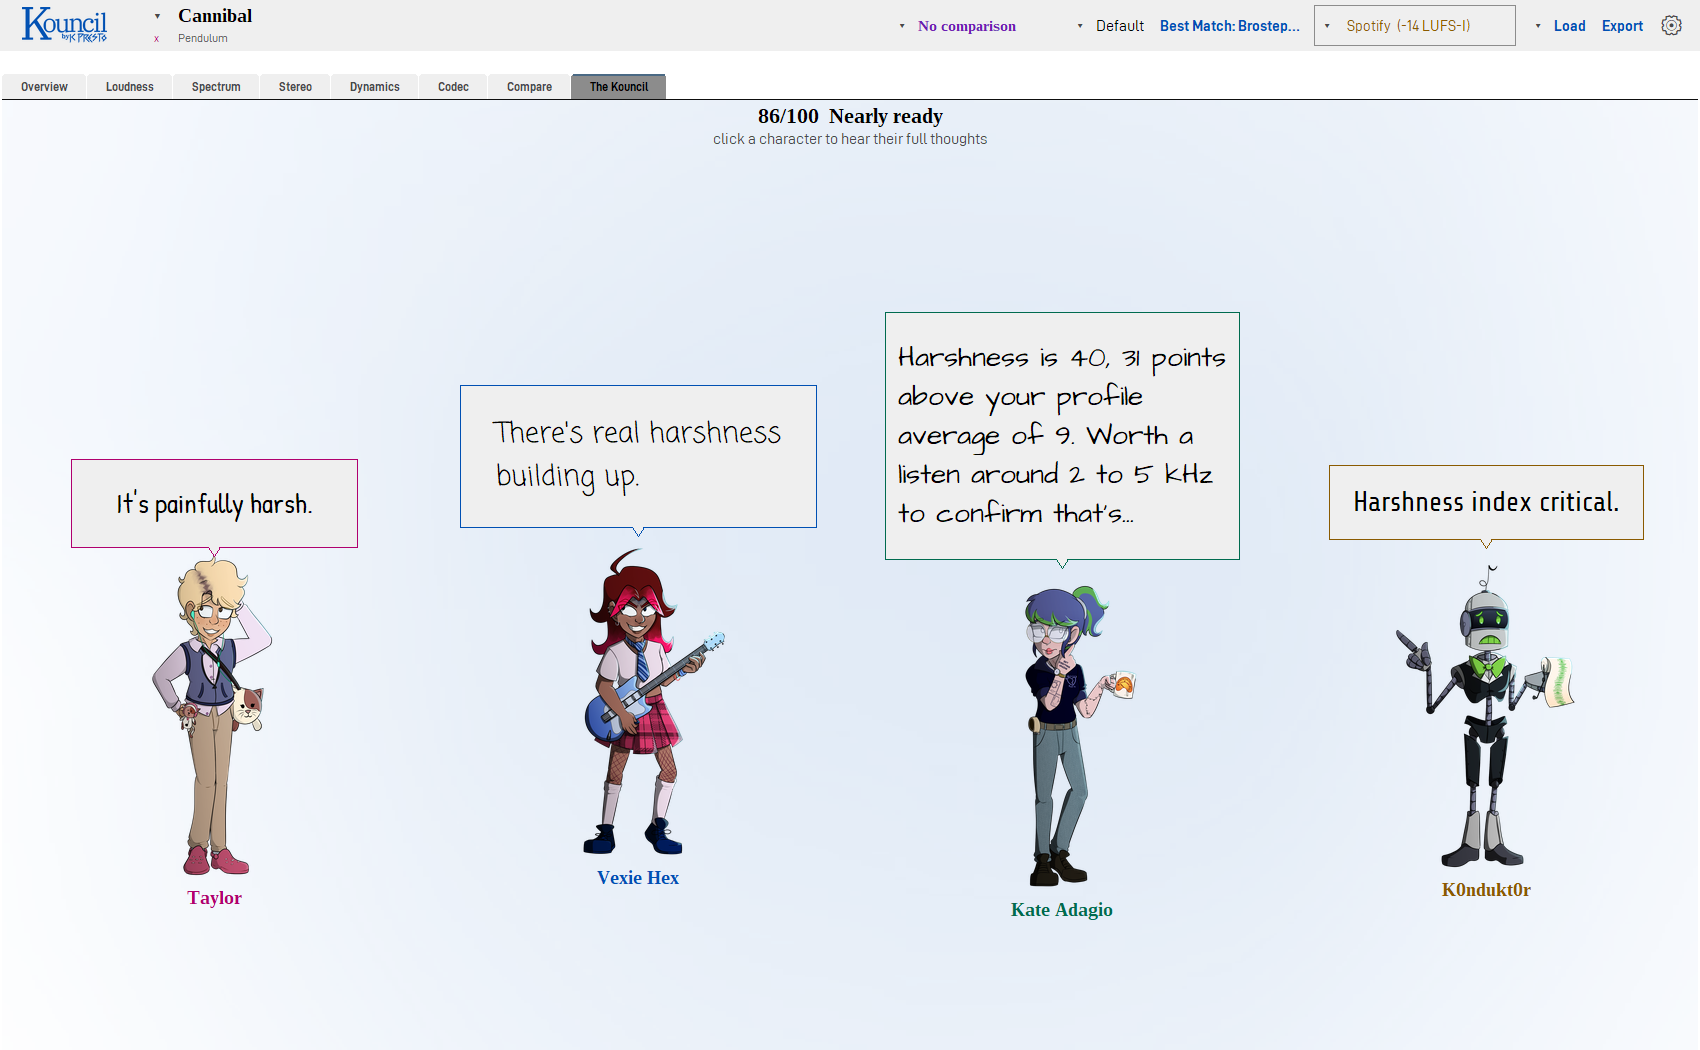 Kouncil
by K PRESTO
Cannibal
x Pendulum
No comparison
Default
Best Match: Brostep...
Spotify (-14 LUFS-I)
Load
Export
Overview
Loudness
Spectrum
Stereo
Dynamics
Codec
Compare
The Kouncil
86/100 Nearly ready
click a character to hear their full thoughts
It's painfully harsh.
There's real harshness
building up.
Harshness is 40, 31 points
above your profile
average of 9. Worth a
listen around 2 to 5 kHz
to confirm that's...
Harshness index critical.
Taylor
Vexie Hex
Kate Adagio
K0ndukt0r